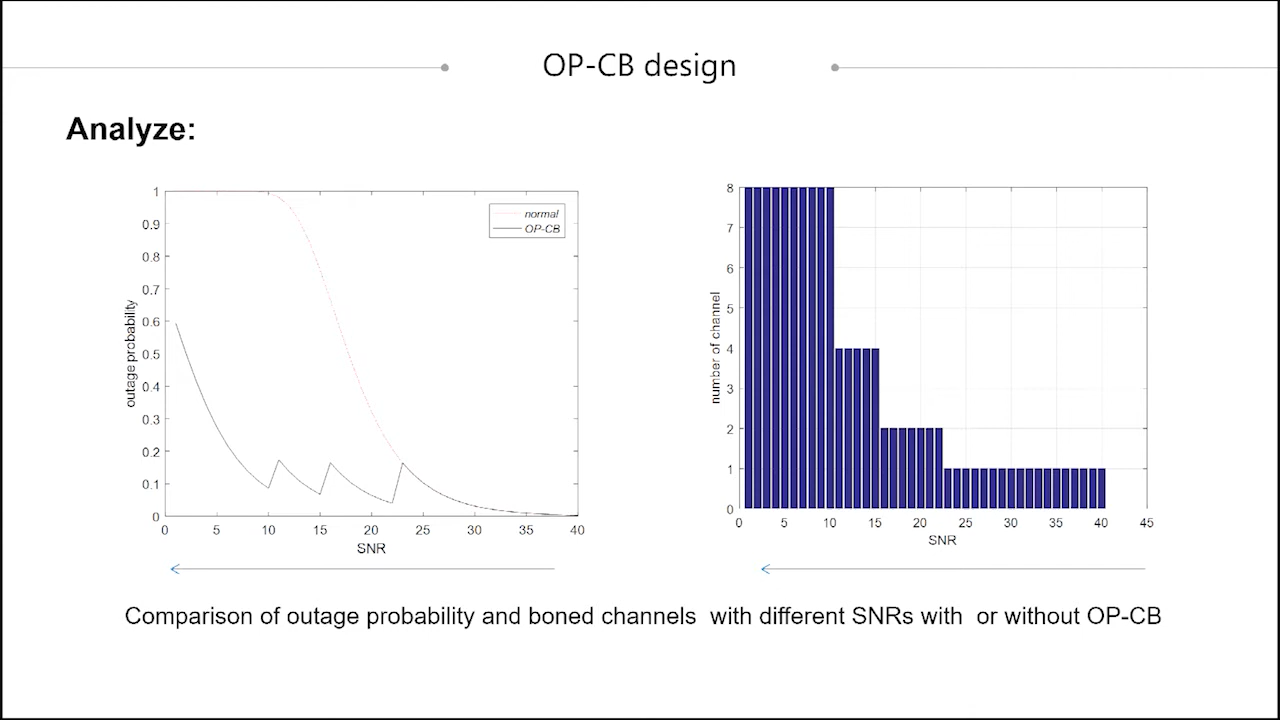 OP-CB design
Analyze:
1
0.9
0.8
0.7
0.6
0.5
0.4
0.3
0.2
0.1
0
outage probability
normal
OP-CB
0 5 10 15 20 25 30 35 40
SNR
8
7
6
5
4
3
2
1
0
number of channel
0 5 10 15 20 25 30 35 40 45
SNR
Comparison of outage probability and boned channels with different SNRs with or without OP-CB